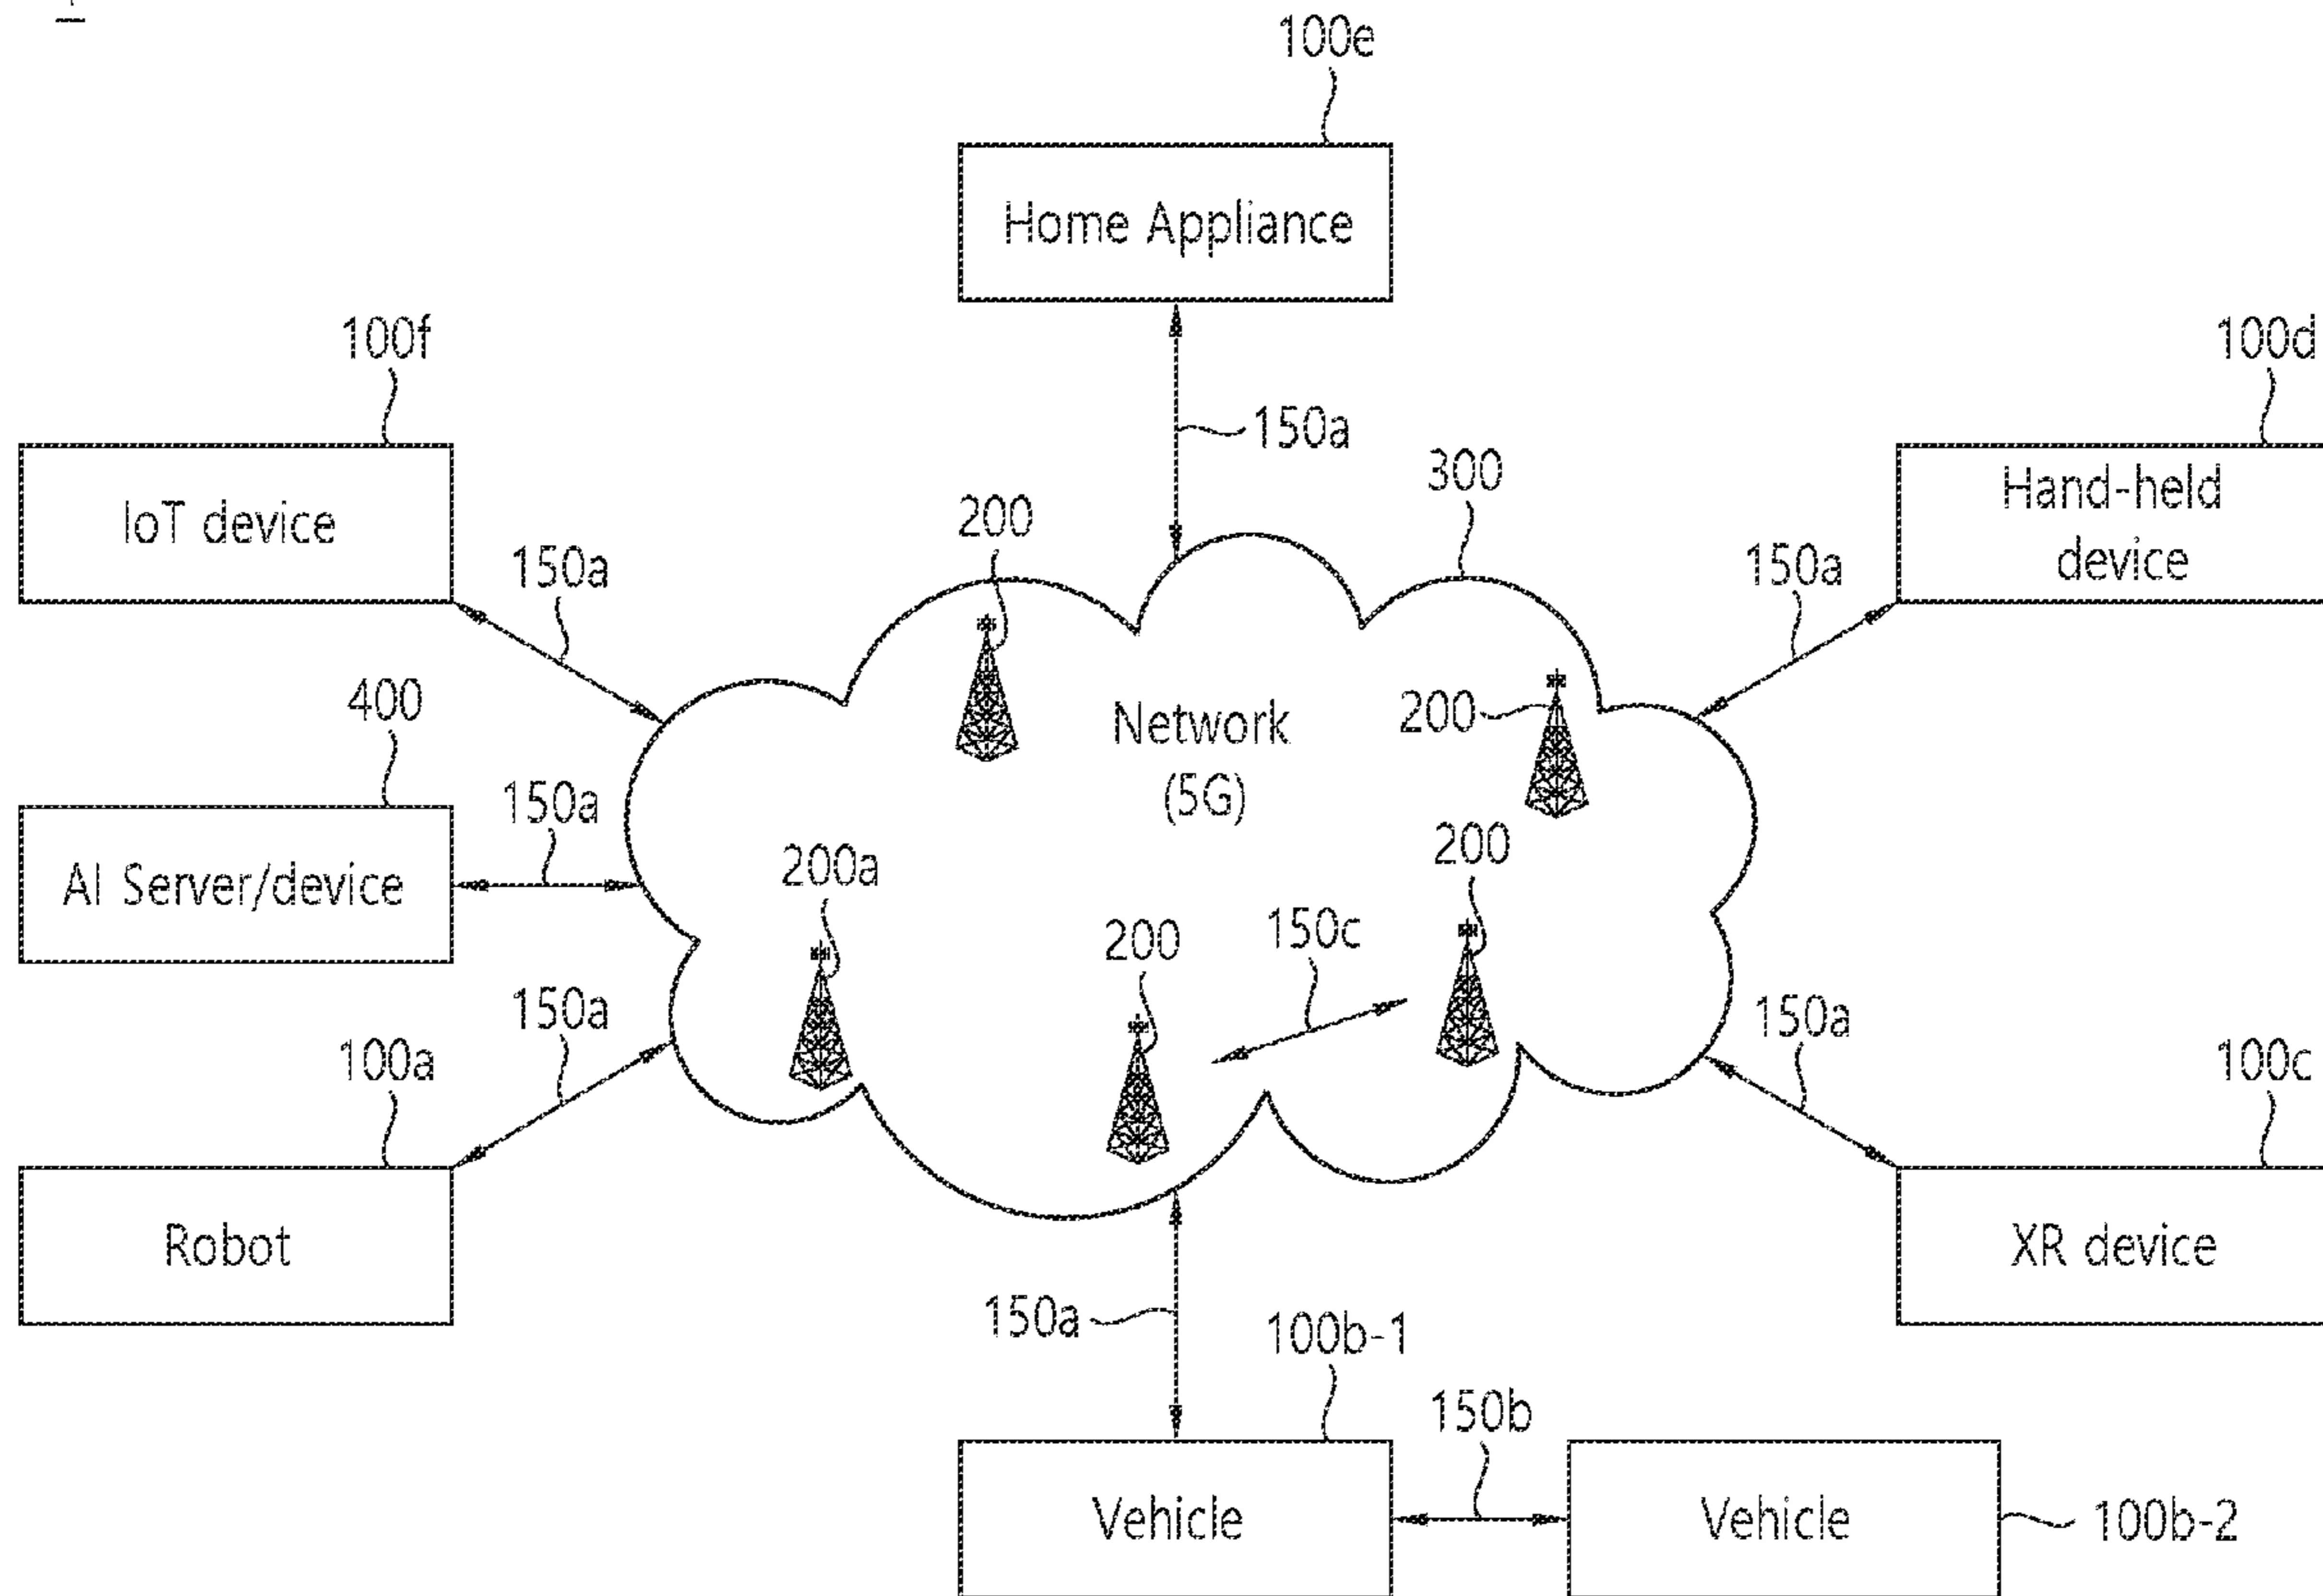 100e
Home Appliance
100f
100d
150a
IoT device
300
Hand-held
device
200
150a
150a
400
Network
(5G)
200
AI Server/device
150a
200a
200
200
150c
150a
150a
100a
100c
Robot
XR device
150a
100b-1
150b
Vehicle
Vehicle
100b-2